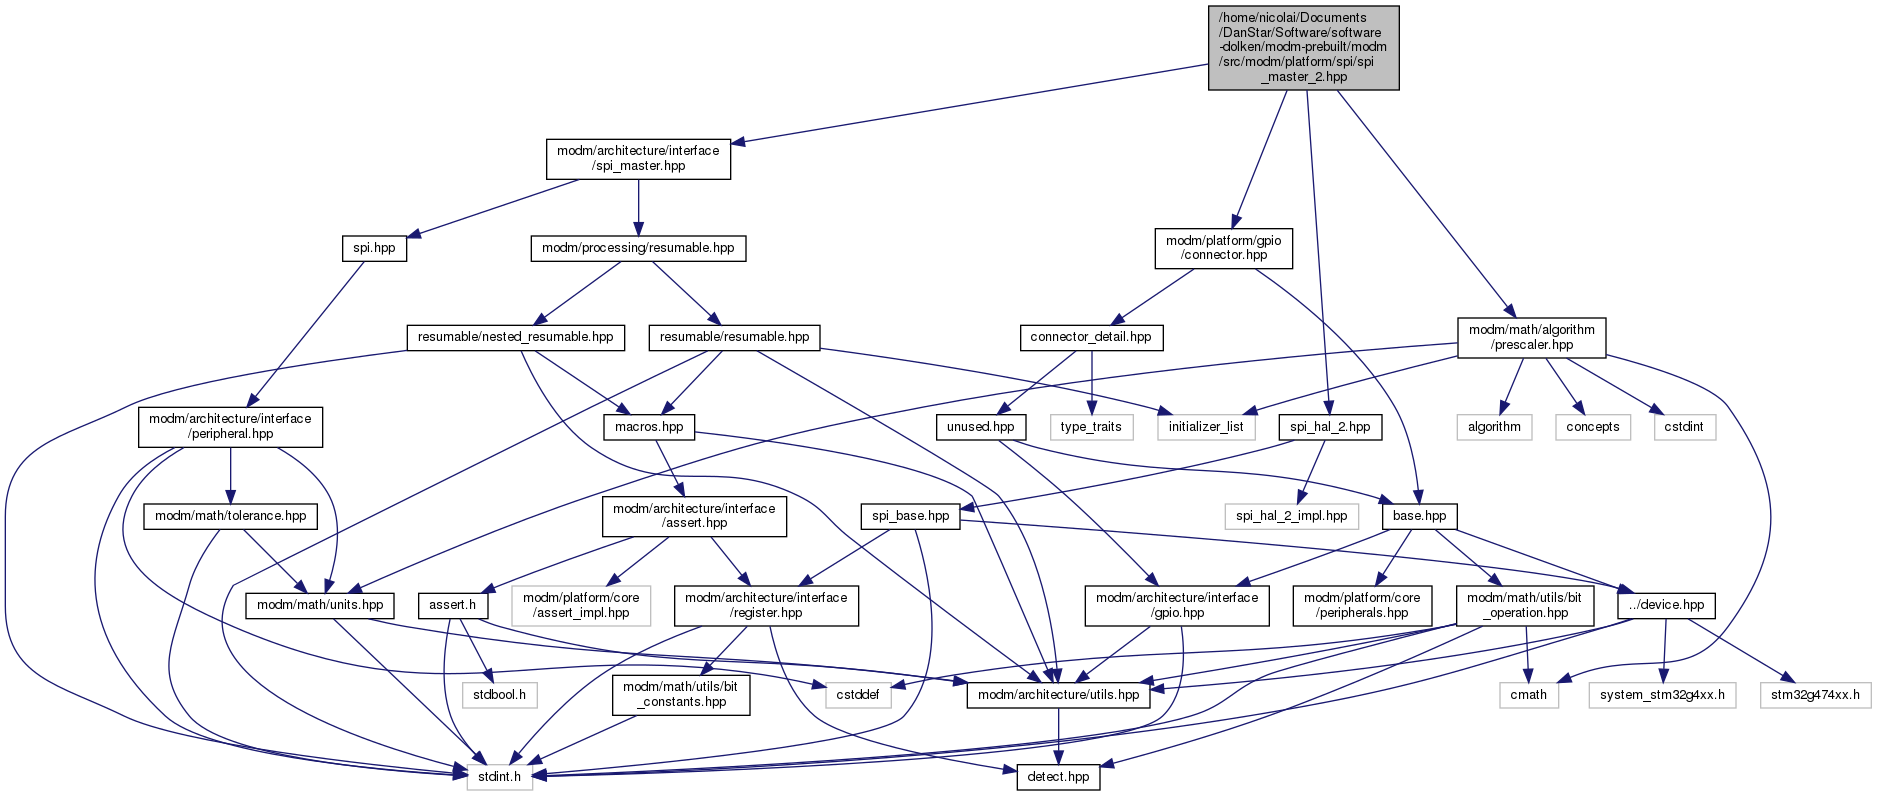 /home/nicolai/Documents
/DanStar/Software/software
-dolken/modm-prebuilt/modm
/src/modm/platform/spi/spi
_master_2.hpp
modm/architecture/interface
/spi_master.hpp
spi.hpp
modm/processing/resumable.hpp
modm/platform/gpio
/connector.hpp
resumable/nested_resumable.hpp
resumable/resumable.hpp
connector_detail.hpp
modm/math/algorithm
/prescaler.hpp
modm/architecture/interface
/peripheral.hpp
macros.hpp
unused.hpp
type_traits
initializer_list
spi_hal_2.hpp
algorithm
concepts
cstdint
modm/math/tolerance.hpp
modm/architecture/interface
/assert.hpp
spi_base.hpp
spi_hal_2_impl.hpp
base.hpp
modm/math/units.hpp
assert.h
modm/platform/core
/assert_impl.hpp
modm/architecture/interface
/register.hpp
modm/architecture/interface
/gpio.hpp
modm/platform/core
/peripherals.hpp
modm/math/utils/bit
_operation.hpp
../device.hpp
stdbool.h
modm/math/utils/bit
_constants.hpp
cstddef
modm/architecture/utils.hpp
cmath
system_stm32g4xx.h
stm32g474xx.h
stdint.h
detect.hpp